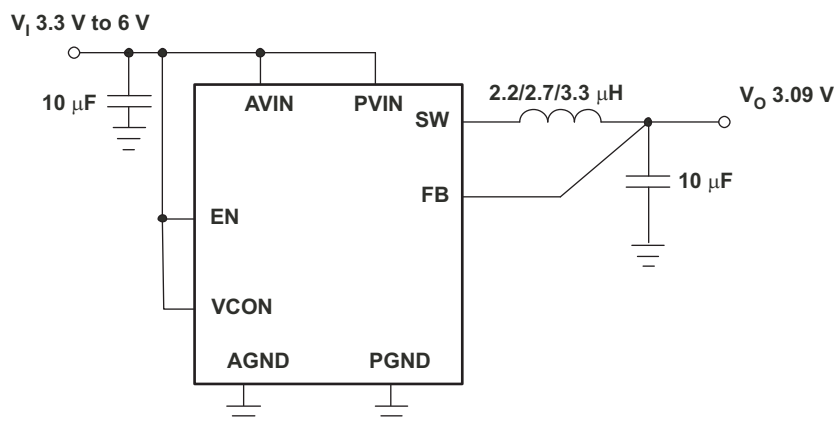 V_I 3.3 V to 6 V
10 μF
AVIN
PVIN
SW
2.2/2.7/3.3 μH
V_O 3.09 V
FB
10 μF
EN
VCON
AGND
PGND